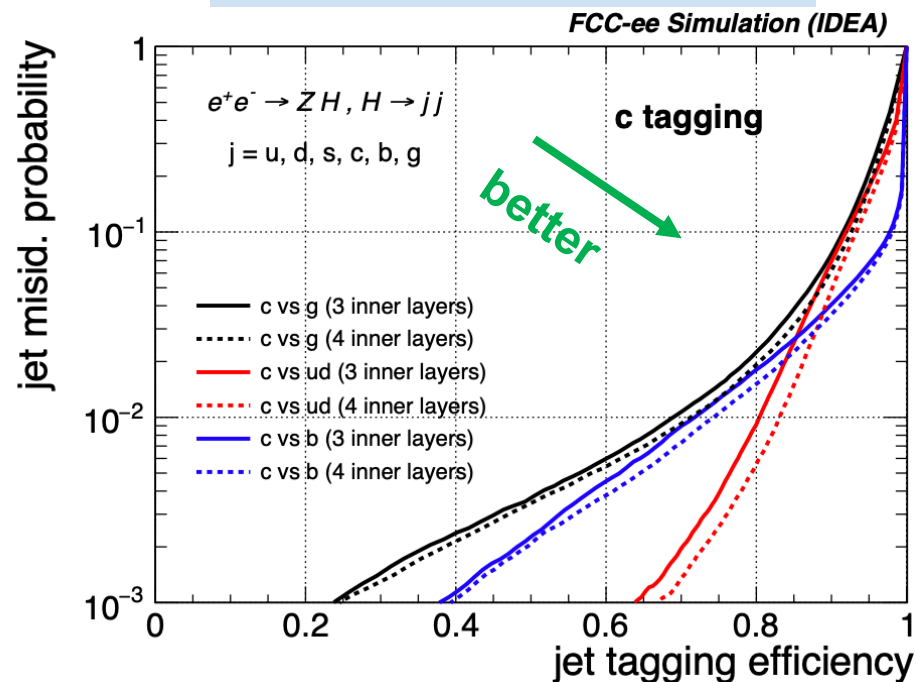 FCC-ee Simulation (IDEA)
e⁺e⁻ → Z H , H → j j
j = u, d, s, c, b, g
c tagging
better
c vs g (3 inner layers)
c vs g (4 inner layers)
c vs ud (3 inner layers)
c vs ud (4 inner layers)
c vs b (3 inner layers)
c vs b (4 inner layers)
jet misid. probability
1
10⁻¹
10⁻²
10⁻³
0 0.2 0.4 0.6 0.8 1
jet tagging efficiency